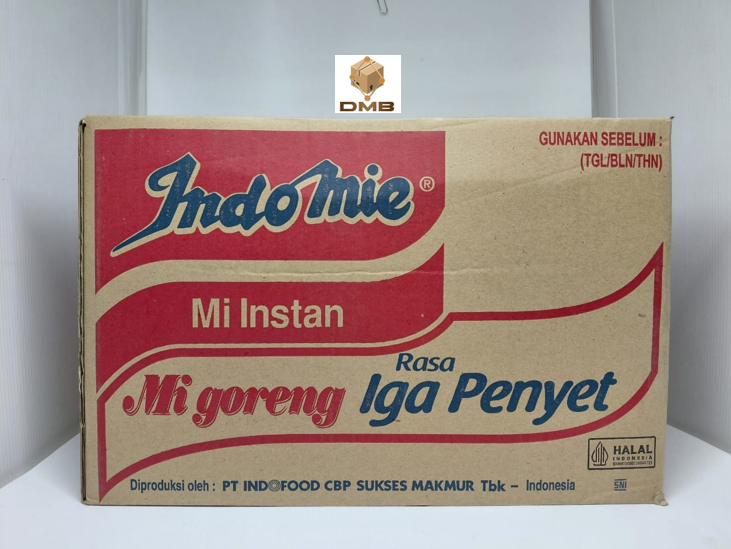 DMB
GUNAKAN SEBELUM :
(TGL/BLN/THN)
Indomie®
Mi Instan
Mi goreng Rasa Iga Penyet
HALAL
INDONESIA
Diproduksi oleh : PT INDOFOOD CBP SUKSES MAKMUR Tbk – Indonesia
SNI